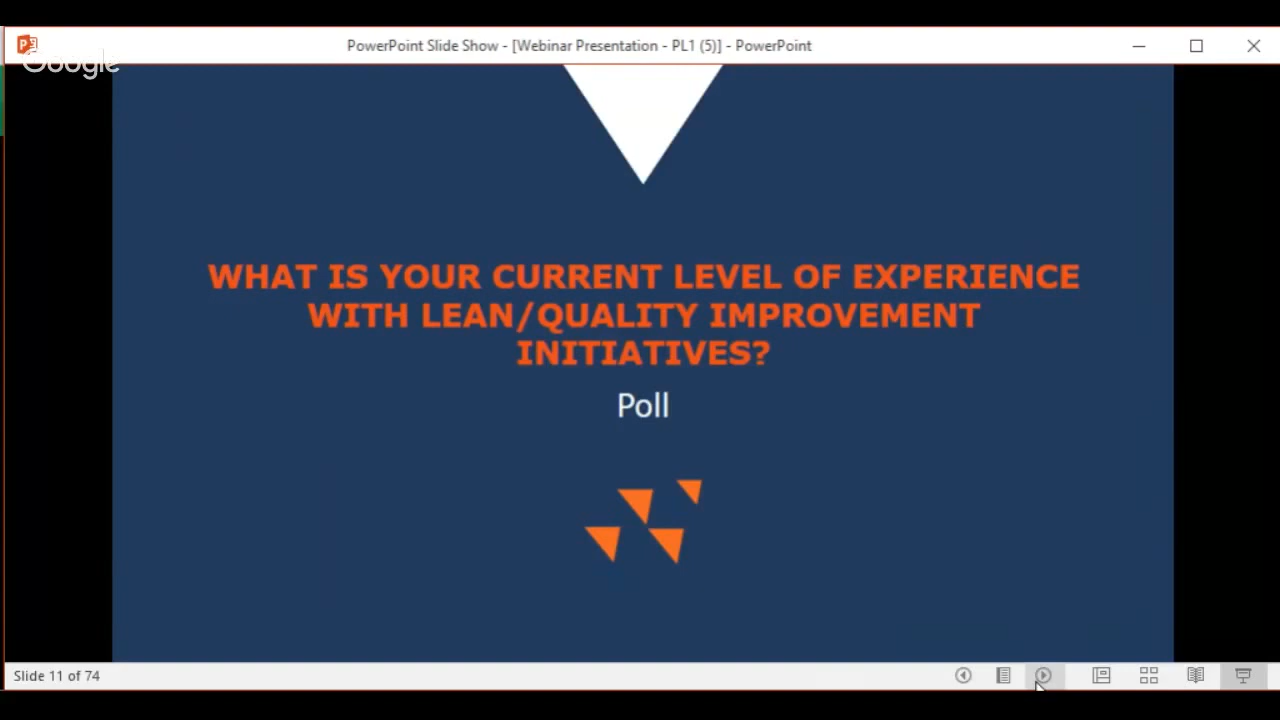 PowerPoint Slide Show - [Webinar Presentation - PL1 (5)] - PowerPoint
Google
WHAT IS YOUR CURRENT LEVEL OF EXPERIENCE
WITH LEAN/QUALITY IMPROVEMENT
INITIATIVES?
Poll
Slide 11 of 74